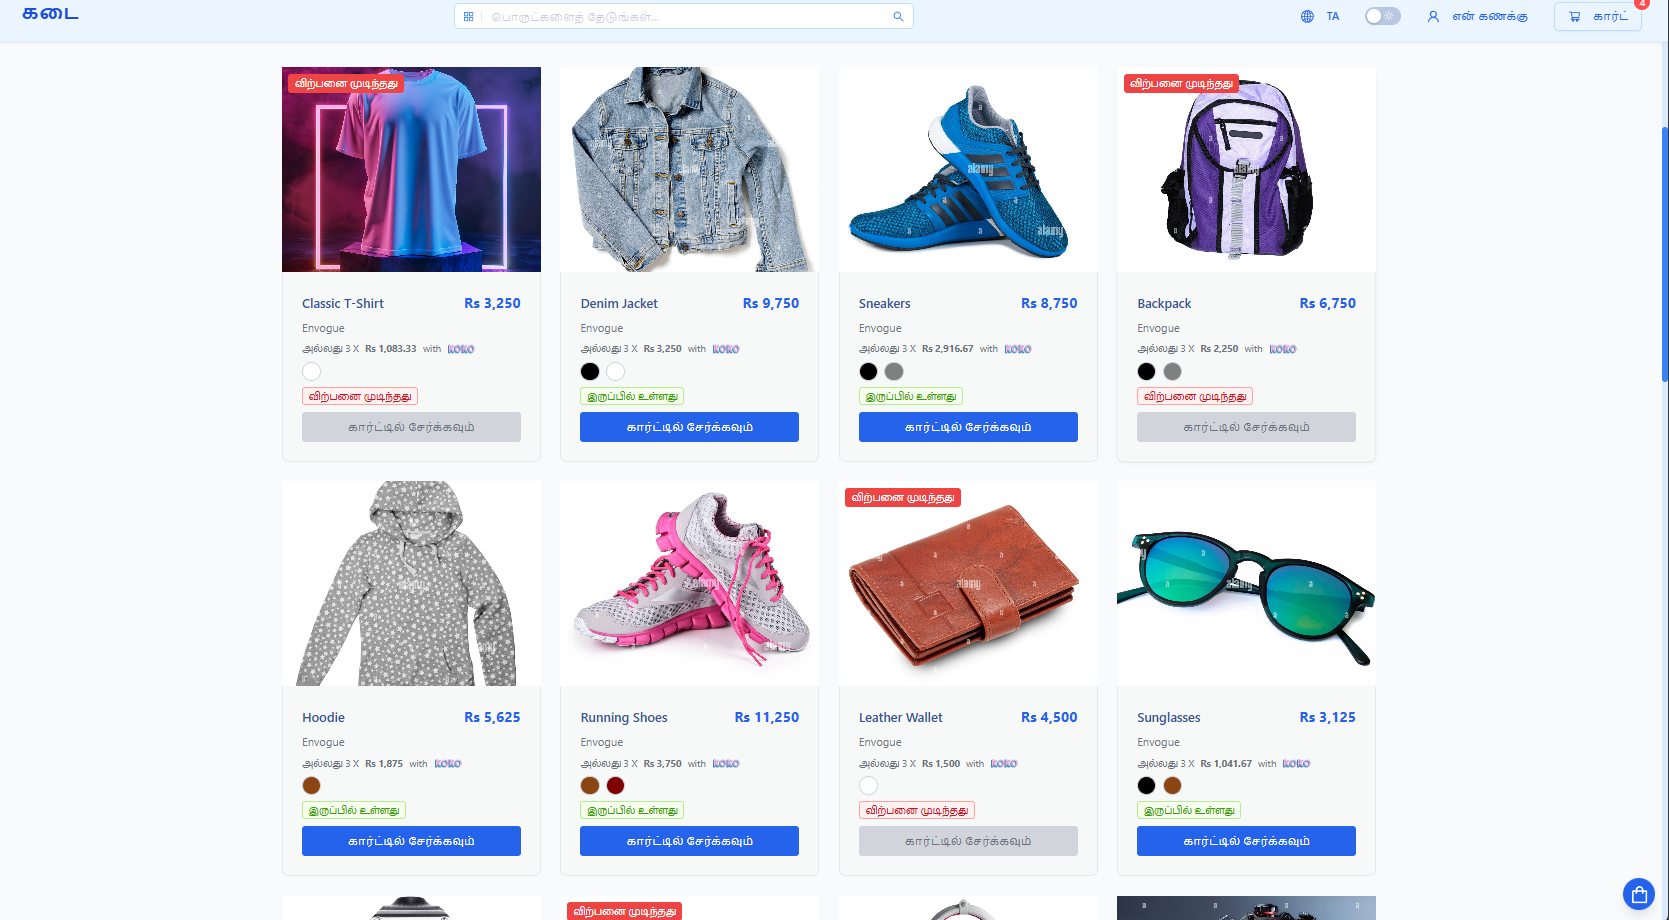 கடை
பொருட்களைத் தேடுங்கள்...
TA
என் கணக்கு
கார்ட்
4
விற்பனை முடிந்தது
விற்பனை முடிந்தது
Classic T-Shirt Rs 3,250
Envogue
அல்லது 3 X Rs 1,083.33 with KOKO
விற்பனை முடிந்தது
கார்ட்டில் சேர்க்கவும்
Denim Jacket Rs 9,750
Envogue
அல்லது 3 X Rs 3,250 with KOKO
இருப்பில் உள்ளது
கார்ட்டில் சேர்க்கவும்
Sneakers Rs 8,750
Envogue
அல்லது 3 X Rs 2,916.67 with KOKO
இருப்பில் உள்ளது
கார்ட்டில் சேர்க்கவும்
Backpack Rs 6,750
Envogue
அல்லது 3 X Rs 2,250 with KOKO
விற்பனை முடிந்தது
கார்ட்டில் சேர்க்கவும்
விற்பனை முடிந்தது
Hoodie Rs 5,625
Envogue
அல்லது 3 X Rs 1,875 with KOKO
இருப்பில் உள்ளது
கார்ட்டில் சேர்க்கவும்
Running Shoes Rs 11,250
Envogue
அல்லது 3 X Rs 3,750 with KOKO
இருப்பில் உள்ளது
கார்ட்டில் சேர்க்கவும்
Leather Wallet Rs 4,500
Envogue
அல்லது 3 X Rs 1,500 with KOKO
விற்பனை முடிந்தது
கார்ட்டில் சேர்க்கவும்
Sunglasses Rs 3,125
Envogue
அல்லது 3 X Rs 1,041.67 with KOKO
இருப்பில் உள்ளது
கார்ட்டில் சேர்க்கவும்
விற்பனை முடிந்தது